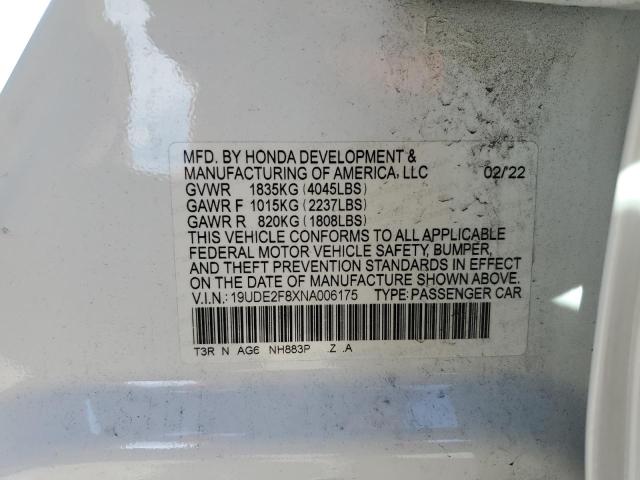 MFD. BY HONDA DEVELOPMENT &
MANUFACTURING OF AMERICA, LLC 02/'22
GVWR 1835KG (4045LBS)
GAWR F 1015KG (2237LBS)
GAWR R 820KG (1808LBS)
THIS VEHICLE CONFORMS TO ALL APPLICABLE
FEDERAL MOTOR VEHICLE SAFETY, BUMPER,
AND THEFT PREVENTION STANDARDS IN EFFECT
ON THE DATE OF MANUFACTURE SHOWN ABOVE.
V.I.N.: 19UDE2F8XNA006175 TYPE: PASSENGER CAR
T3R N AG6 NH883P .Z .A